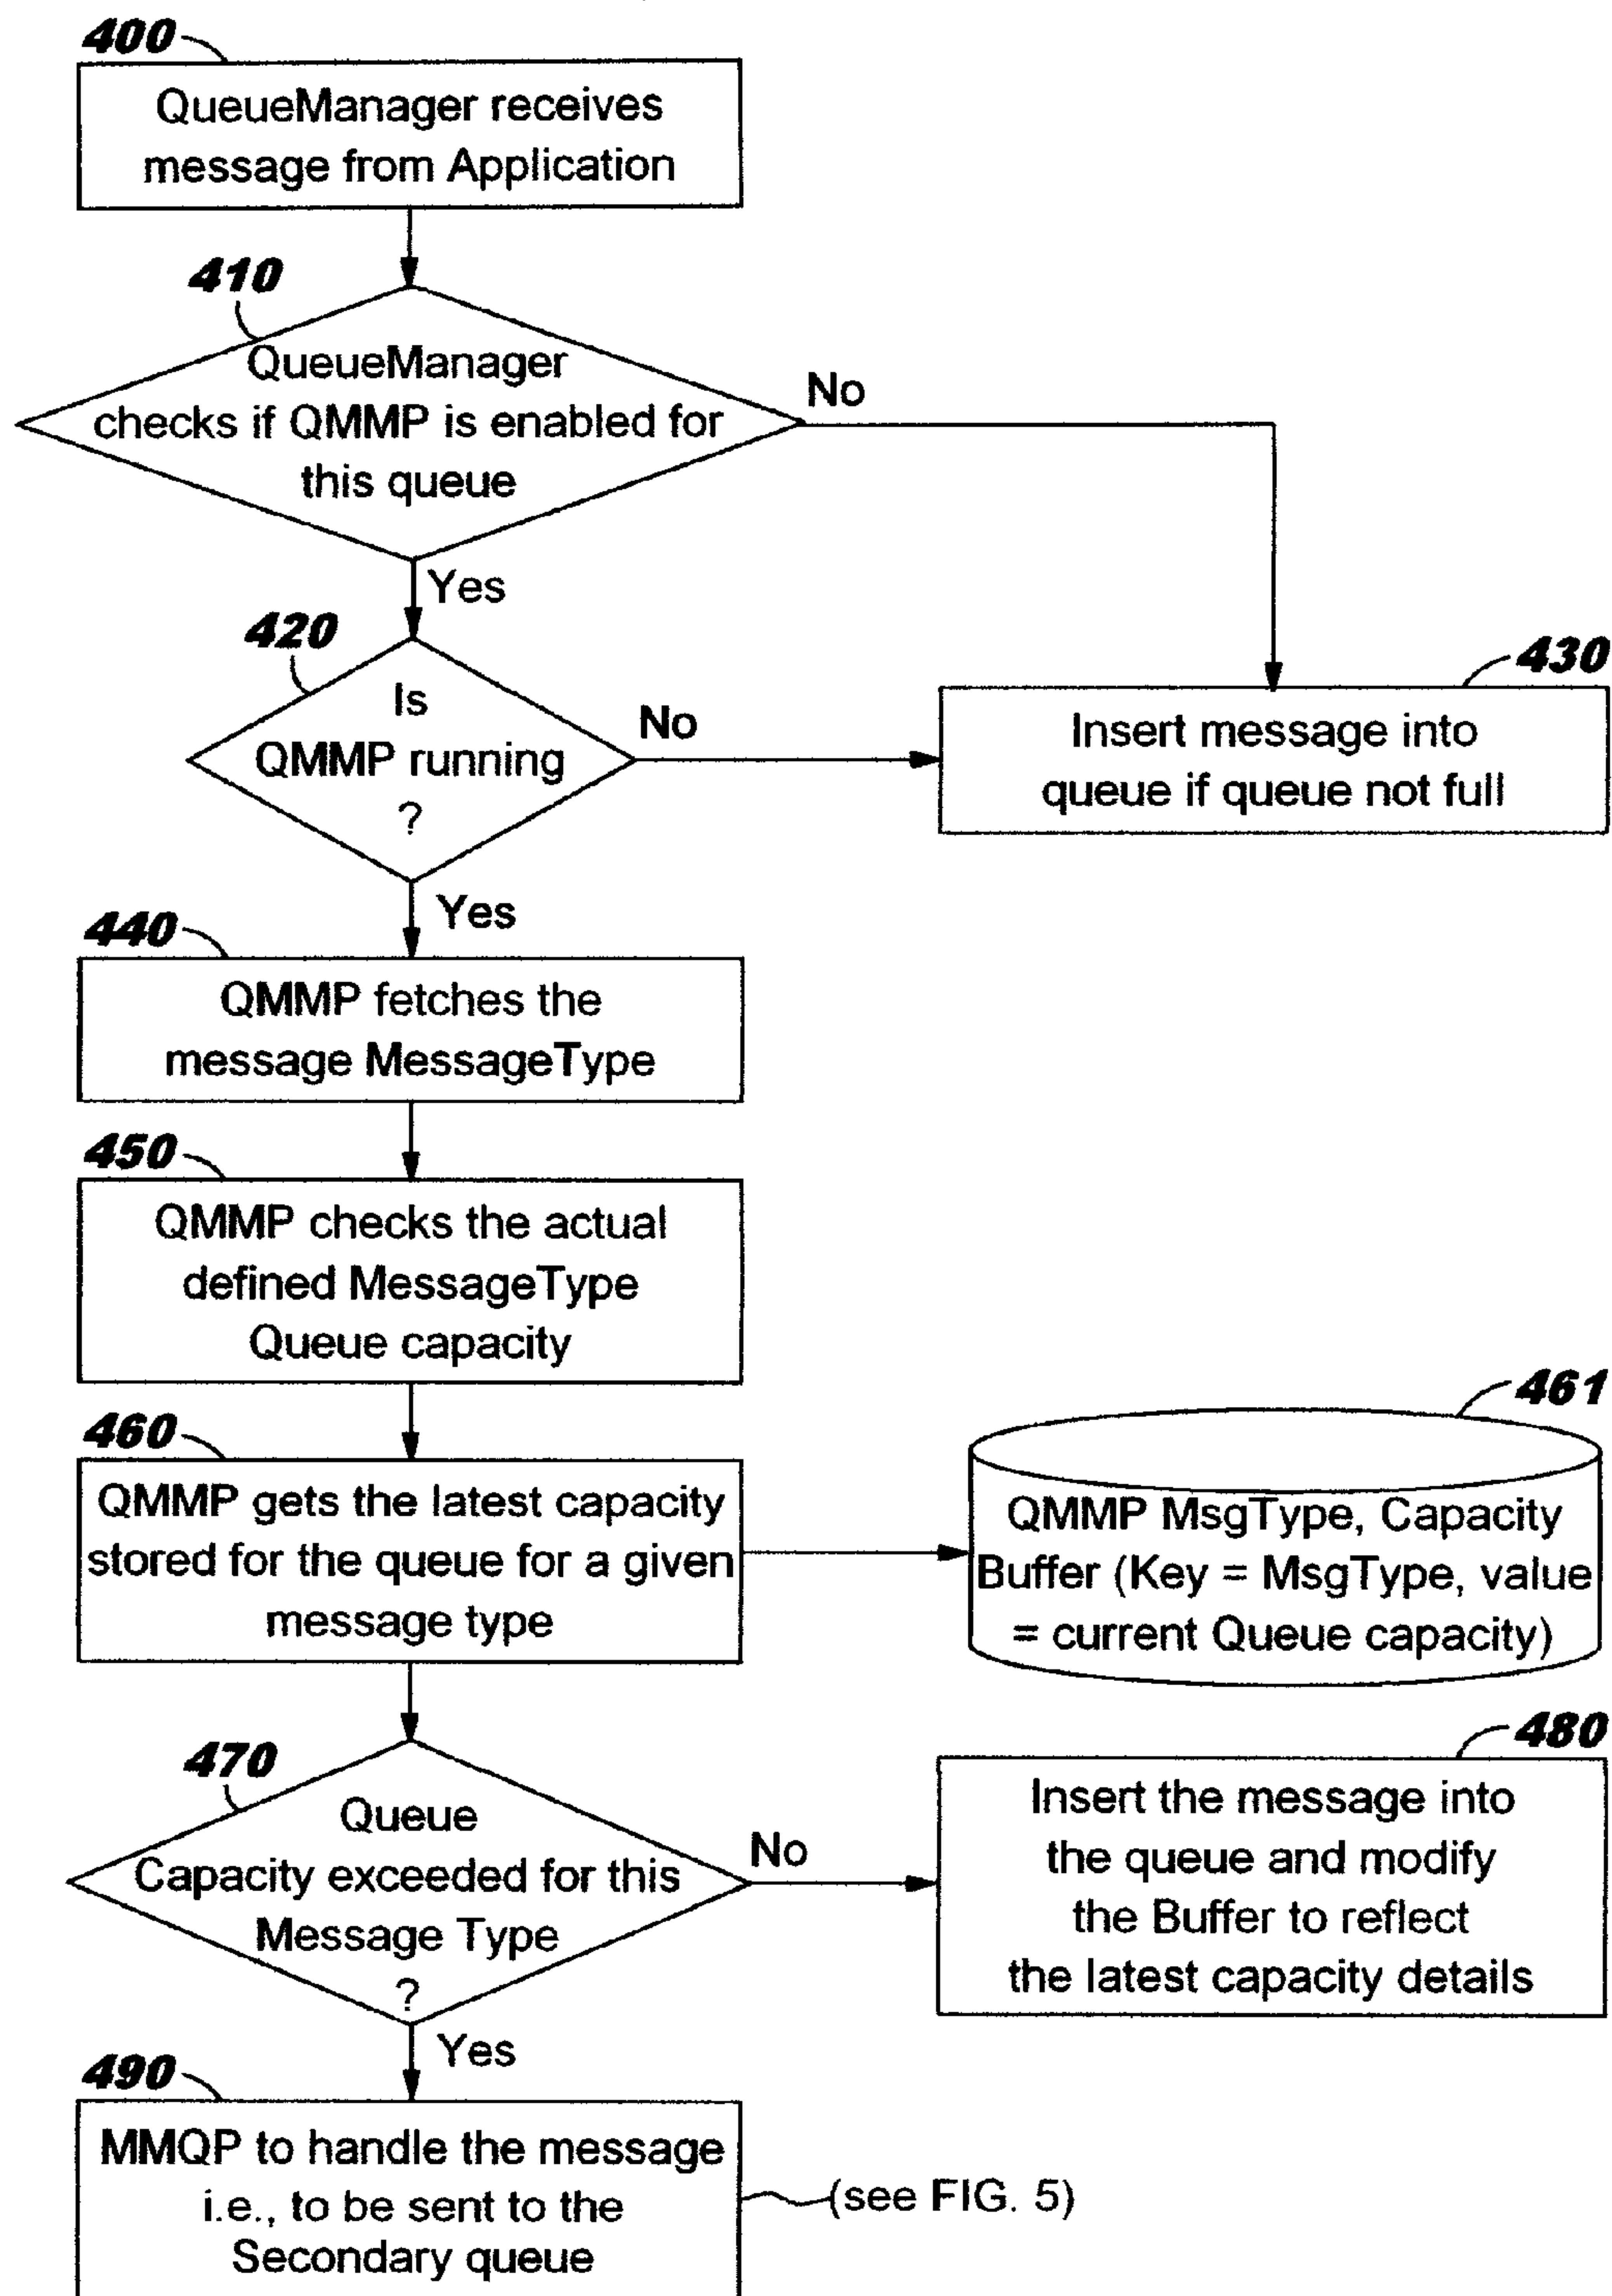 400
QueueManager receives
message from Application
410
QueueManager
checks if QMMP is enabled for
this queue
No
Yes
420
Is
QMMP running
?
No
430
Insert message into
queue if queue not full
Yes
440
QMMP fetches the
message MessageType
450
QMMP checks the actual
defined MessageType
Queue capacity
460
QMMP gets the latest capacity
stored for the queue for a given
message type
461
QMMP MsgType, Capacity
Buffer (Key = MsgType, value
= current Queue capacity)
470
Queue
Capacity exceeded for this
Message Type
?
No
480
Insert the message into
the queue and modify
the Buffer to reflect
the latest capacity details
Yes
490
MMQP to handle the message
i.e., to be sent to the
Secondary queue
(see FIG. 5)